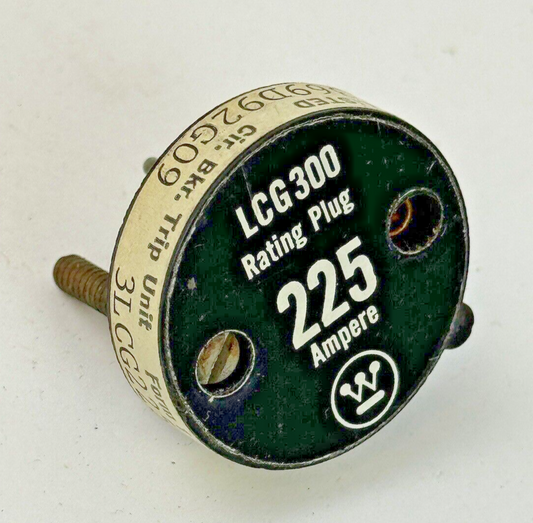 LCG300
Rating Plug
225
Ampere
W
Cir. Bkr. Trip Unit
69D92G09
3LCG